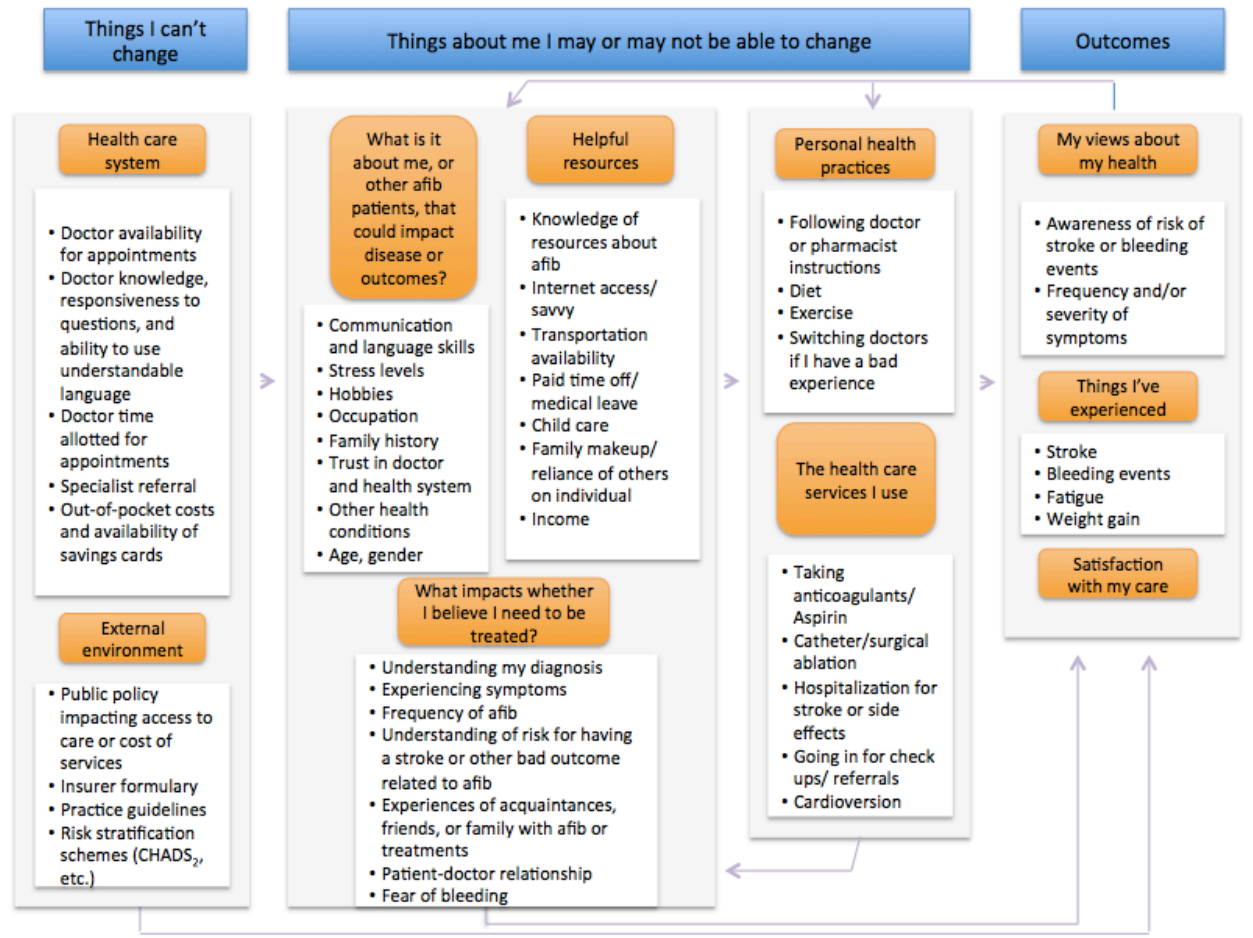 Things I can't
change
Things about me I may or may not be able to change
Outcomes
Health care
system
• Doctor availability
for appointments
• Doctor knowledge,
responsiveness to
questions, and
ability to use
understandable
language
• Doctor time
allotted for
appointments
• Specialist referral
• Out-of-pocket costs
and availability of
savings cards
External
environment
• Public policy
impacting access to
care or cost of
services
• Insurer formulary
• Practice guidelines
• Risk stratification
schemes (CHADS₂,
etc.)
What is it
about me, or
other afib
patients, that
could impact
disease or
outcomes?
• Communication
and language skills
• Stress levels
• Hobbies
• Occupation
• Family history
• Trust in doctor
and health system
• Other health
conditions
• Age, gender
Helpful
resources
• Knowledge of
resources about
afib
• Internet access/
savvy
• Transportation
availability
• Paid time off/
medical leave
• Child care
• Family makeup/
reliance of others
on individual
• Income
What impacts whether
I believe I need to be
treated?
• Understanding my diagnosis
• Experiencing symptoms
• Frequency of afib
• Understanding of risk for having
a stroke or other bad outcome
related to afib
• Experiences of acquaintances,
friends, or family with afib or
treatments
• Patient-doctor relationship
• Fear of bleeding
Personal health
practices
• Following doctor
or pharmacist
instructions
• Diet
• Exercise
• Switching doctors
if I have a bad
experience
The health care
services I use
• Taking
anticoagulants/
Aspirin
• Catheter/surgical
ablation
• Hospitalization for
stroke or side
effects
• Going in for check
ups/ referrals
• Cardioversion
My views about
my health
• Awareness of risk of
stroke or bleeding
events
• Frequency and/or
severity of
symptoms
Things I've
experienced
• Stroke
• Bleeding events
• Fatigue
• Weight gain
Satisfaction
with my care